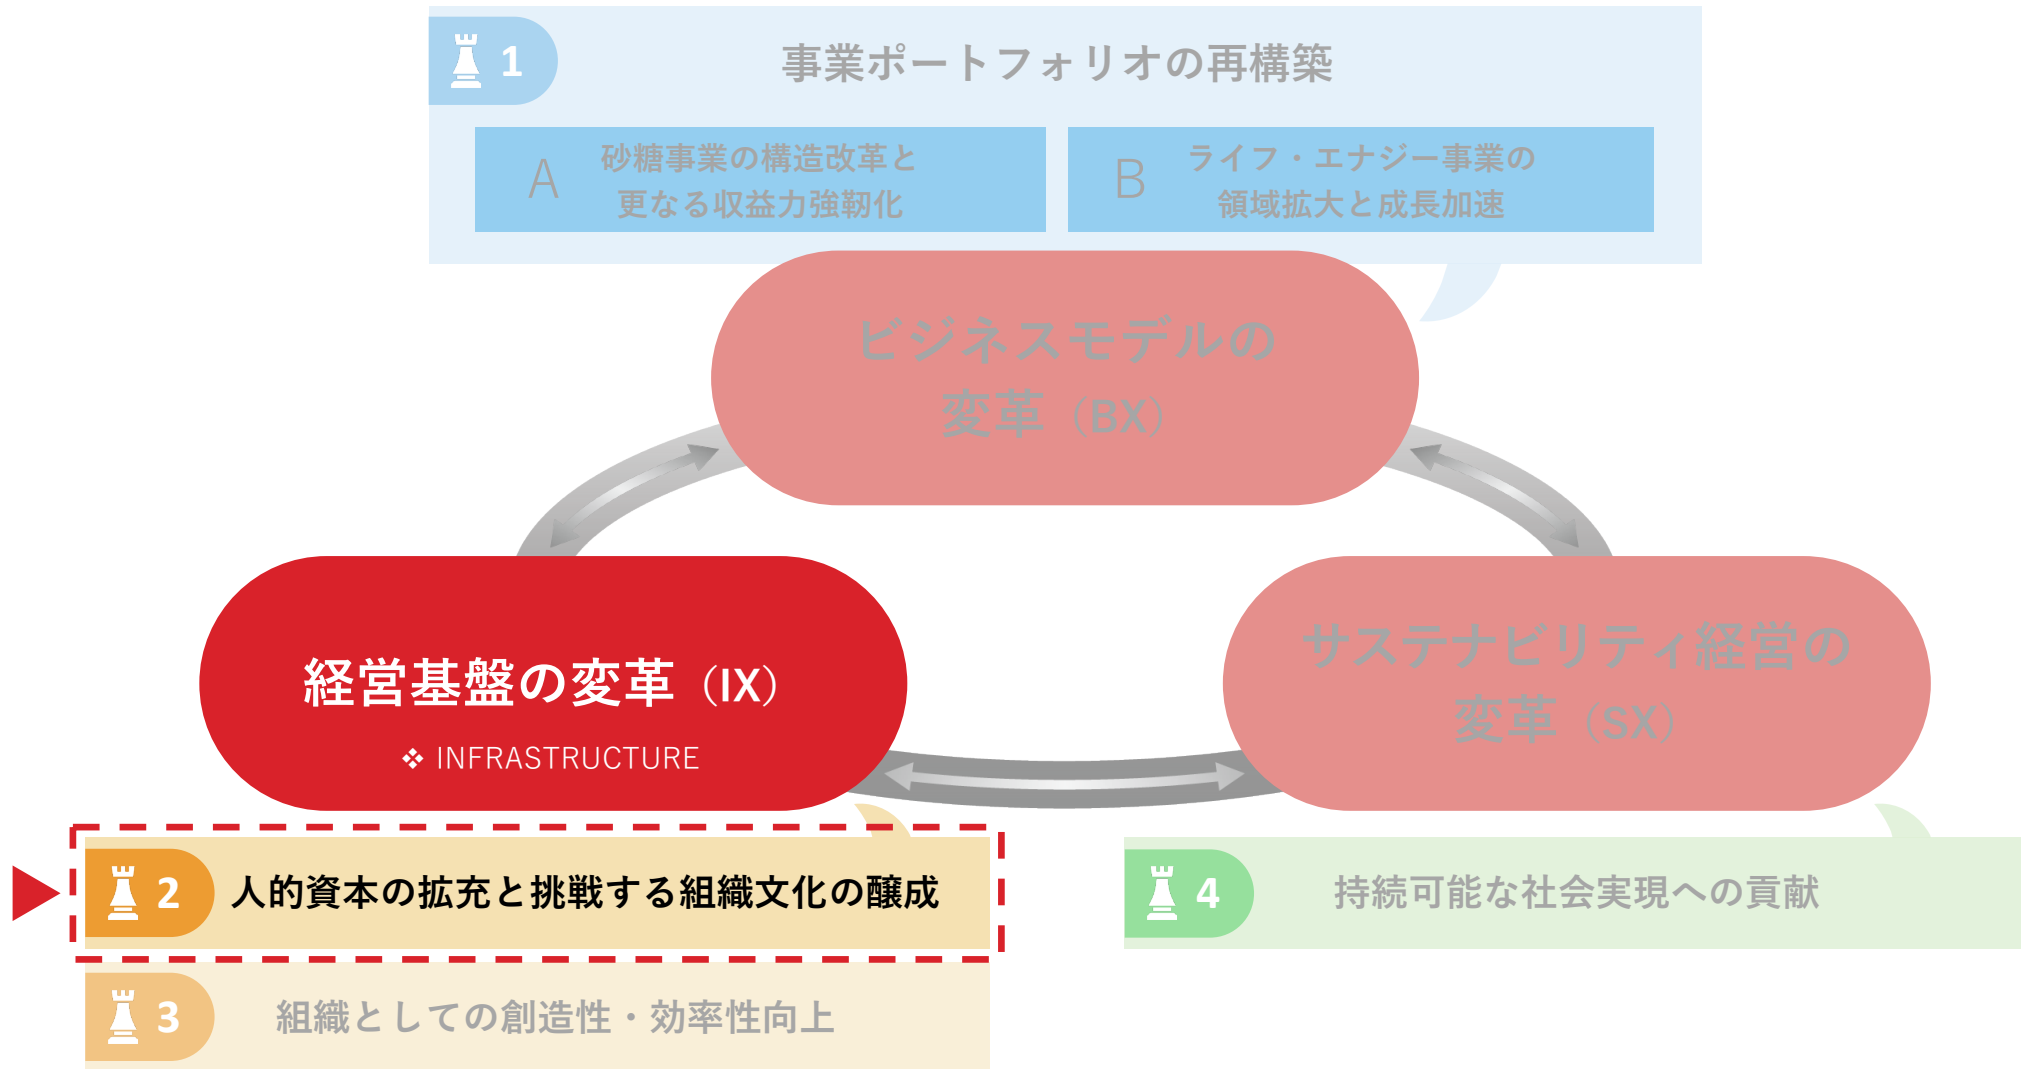 1 事業ポートフォリオの再構築
A 砂糖事業の構造改革と
更なる収益力強靭化
B ライフ・エナジー事業の
領域拡大と成長加速
ビジネスモデルの
変革（BX）
経営基盤の変革（IX）
❖ INFRASTRUCTURE
サステナビリティ経営の
変革（SX）
2 人的資本の拡充と挑戦する組織文化の醸成
3 組織としての創造性・効率性向上
4 持続可能な社会実現への貢献